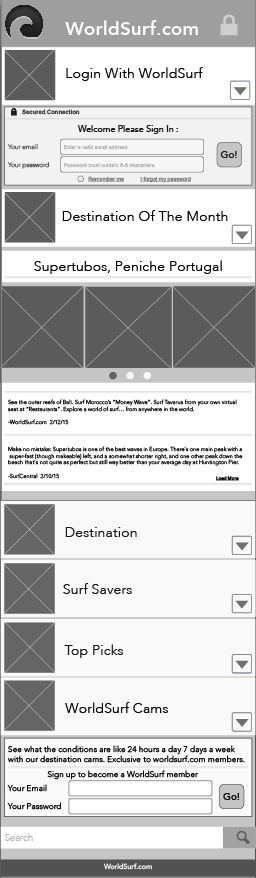 WorldSurf.com
Login With WorldSurf
Secured Connection
Welcome Please Sign In :
Your email
Enter a valid email address
Your password
Password must contain 6-8 characters
Go!
Remember me
I forgot my password
Destination Of The Month
Supertubos, Peniche Portugal
See the outer reefs of Bali. Surf Morocco's "Money Wave". Surf Tavarua from your own virtual
seat at "Restaurants". Explore a world of surf... from anywhere in the world.
-WorldSurf.com 2/12/15
Make no mistake: Supertubos is one of the best waves in Europe. There's one main peak with a
super-fast (though makeable) left, and a somewhat shorter right, and one other peak down the
beach that's not quite as perfect but still way better than your average day at Huntington Pier.
-SurfCentral 2/10/15
Load More
Destination
Surf Savers
Top Picks
WorldSurf Cams
See what the conditions are like 24 hours a day 7 days a week
with our destination cams. Exclusive to worldsurf.com members.
Sign up to become a WorldSurf member
Your Email
Your Password
Go!
Search
WorldSurf.com